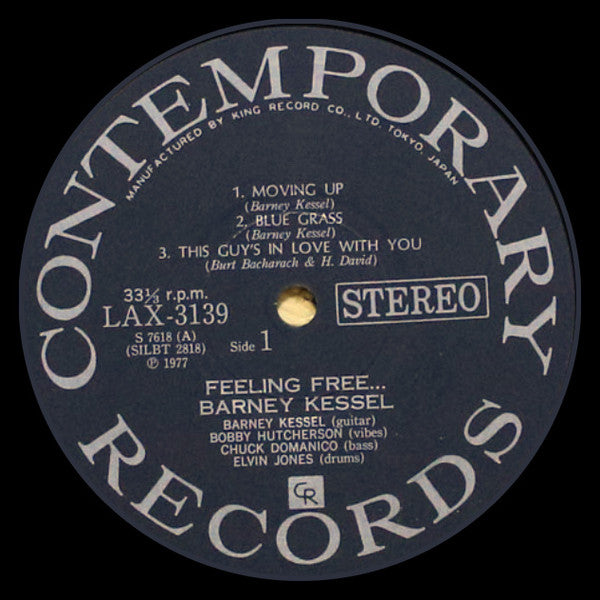 CONTEMPORARY
MANUFACTURED BY KING RECORD CO., LTD. TOKYO, JAPAN
1. MOVING UP
(Barney Kessel)
2. BLUE GRASS
(Barney Kessel)
3. THIS GUY'S IN LOVE WITH YOU
(Burt Bacharach & H. David)
33⅓ r.p.m.
LAX-3139
STEREO
S 7618 (A)
(SILBT 2818)
Side 1
℗ 1977
FEELING FREE...
BARNEY KESSEL
BARNEY KESSEL (guitar)
BOBBY HUTCHERSON (vibes)
CHUCK DOMANICO (bass)
ELVIN JONES (drums)
CR
RECORDS